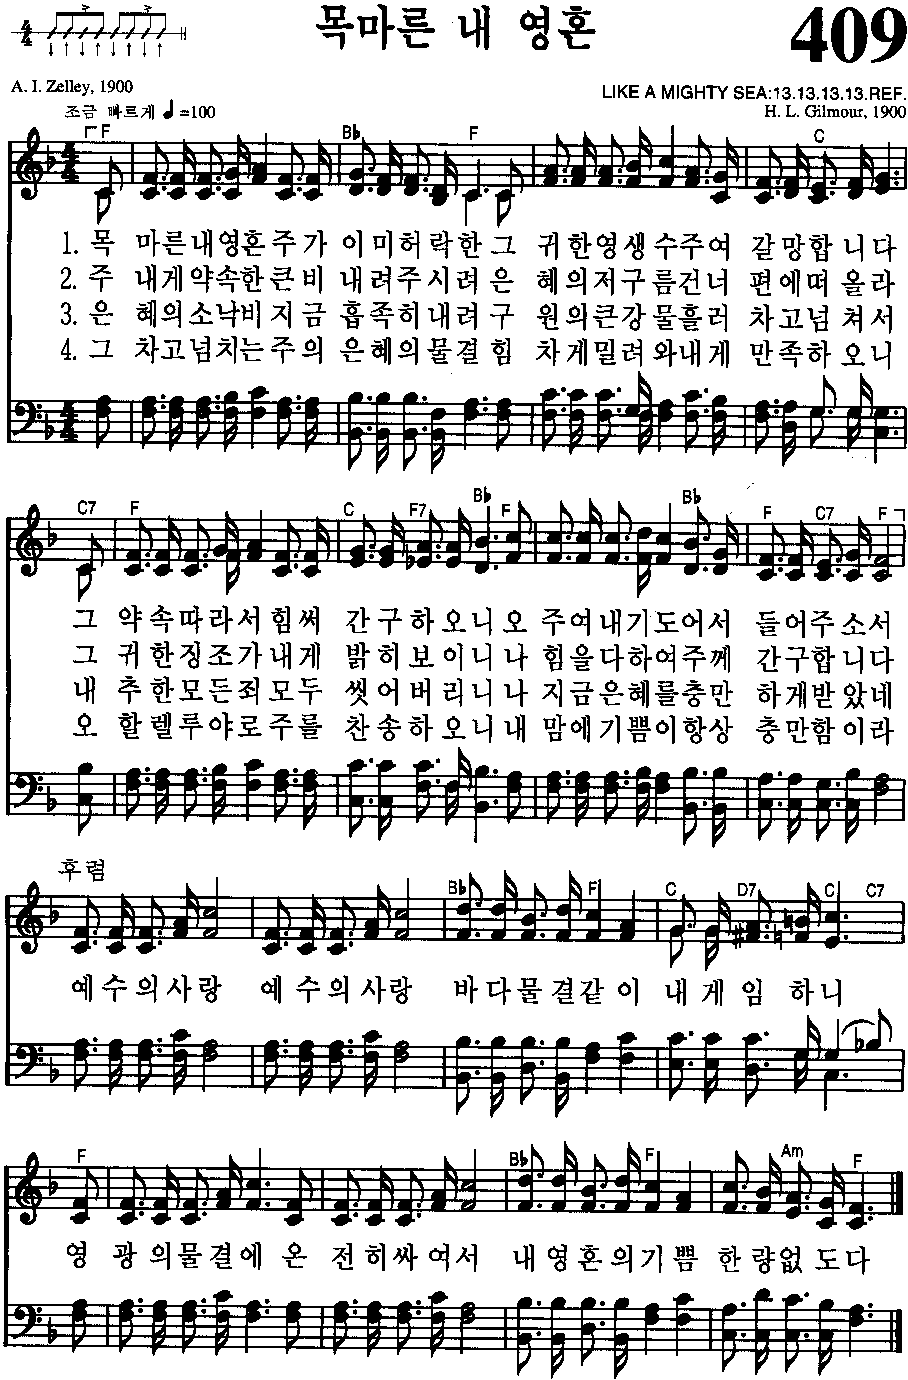 목마른 내 영혼
409
4/4
A. I. Zelley, 1900
LIKE A MIGHTY SEA:13.13.13.13.REF.
조금 빠르게 ♩=100
H. L. Gilmour, 1900
F B♭ F C
1. 목 마른내영혼주가 이미허락한그 귀한영생수주여 갈망합니다
2. 주 내게약속한큰비 내려주시려은 혜의저구름건너 편에떠올라
3. 은 혜의소낙비지금 흡족히내려구 원의큰강물흘러 차고넘쳐서
4. 그 차고넘치는주의 은혜의물결힘 차게밀려와내게 만족하오니
C7 F C F7 B♭ F B♭ F C7 F
그 약속따라서힘써 간구하오니오 주여내기도어서 들어주소서
그 귀한징조가내게 밝히보이니나 힘을다하여주께 간구합니다
내 추한모든죄모두 씻어버리니나 지금은혜를충만 하게받았네
오 할렐루야로주를 찬송하오니내 맘에기쁨이항상 충만함이라
후렴
B♭ F C D7 C C7
예수의사랑 예수의사랑 바다물결같이 내게임하니
F B♭ F Am F
영 광의물결에온 전히싸여서 내영혼의기쁨 한량없도다